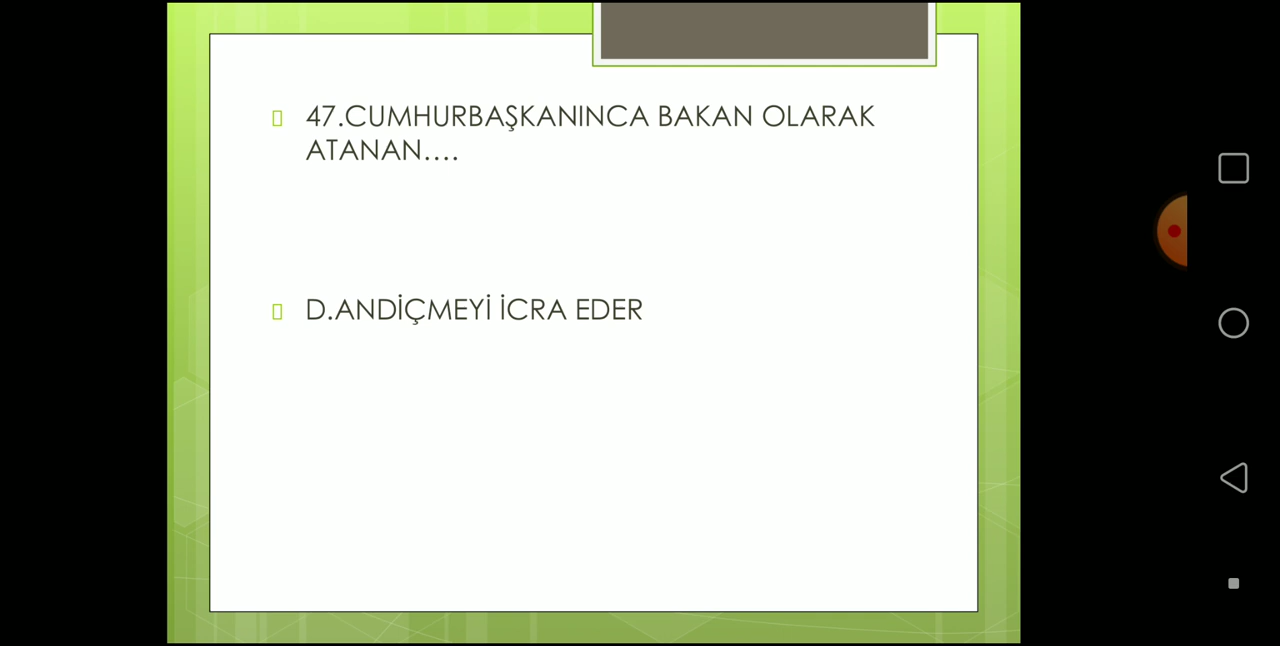 47.CUMHURBAŞKANINCA BAKAN OLARAK
ATANAN....
D.ANDİÇMEYİ İCRA EDER